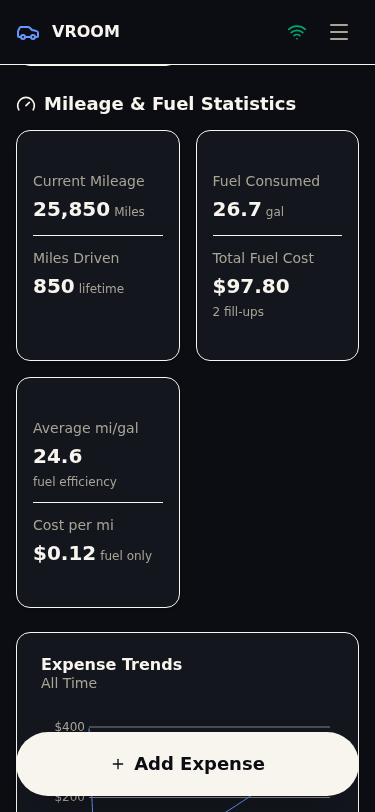 VROOM
Mileage & Fuel Statistics
Current Mileage
25,850 Miles
Miles Driven
850 lifetime
Fuel Consumed
26.7 gal
Total Fuel Cost
$97.80
2 fill-ups
Average mi/gal
24.6
fuel efficiency
Cost per mi
$0.12 fuel only
Expense Trends
All Time
$400
+ Add Expense
$200